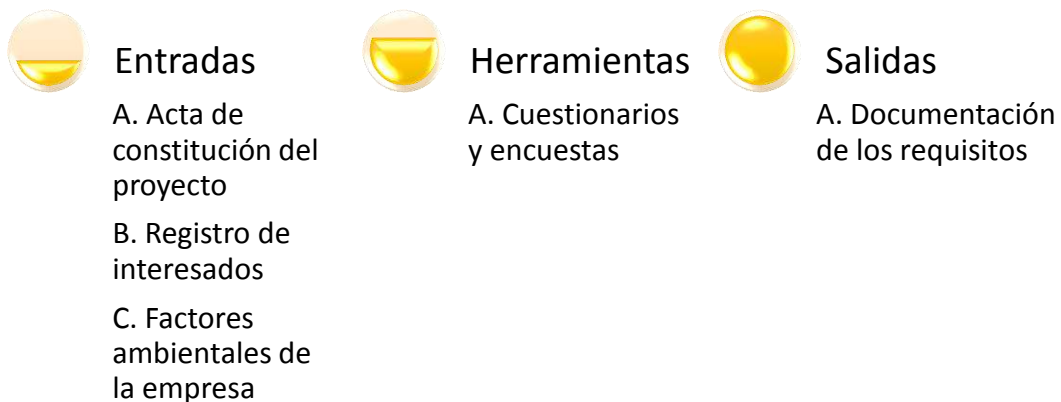 Entradas
A. Acta de
constitución del
proyecto
B. Registro de
interesados
C. Factores
ambientales de
la empresa
Herramientas
A. Cuestionarios
y encuestas
Salidas
A. Documentación
de los requisitos